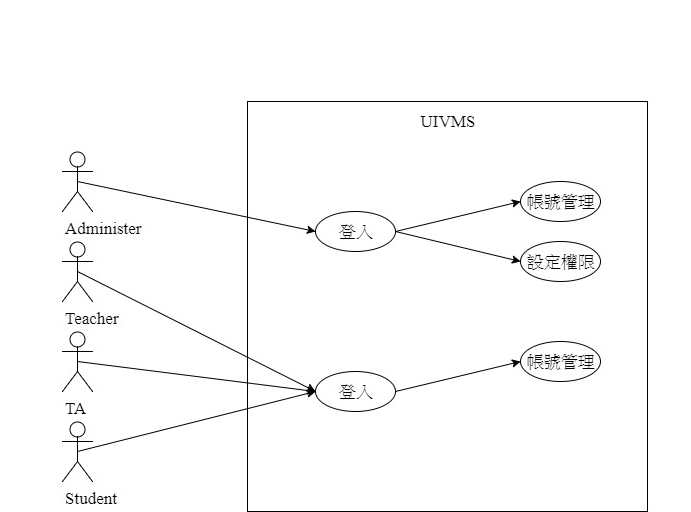 UIVMS
帳號管理
Administer
登入
設定權限
Teacher
帳號管理
登入
TA
Student